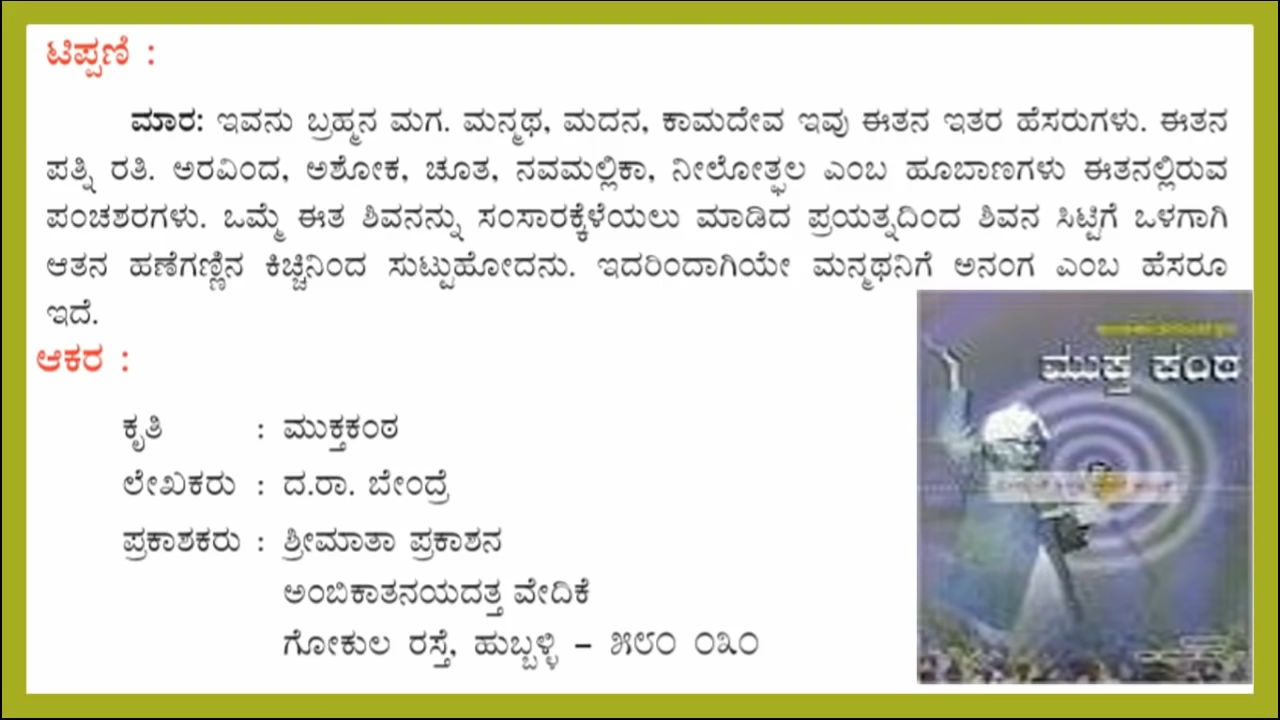 ಟಿಪ್ಪಣಿ :
ಮಾರ: ಇವನು ಬ್ರಹ್ಮನ ಮಗ. ಮನ್ಮಥ, ಮದನ, ಕಾಮದೇವ ಇವು ಈತನ ಇತರ ಹೆಸರುಗಳು. ಈತನ
ಪತ್ನಿ ರತಿ. ಅರವಿಂದ, ಅಶೋಕ, ಚೂತ, ನವಮಲ್ಲಿಕಾ, ನೀಲೋತ್ಫಲ ಎಂಬ ಹೂಬಾಣಗಳು ಈತನಲ್ಲಿರುವ
ಪಂಚಶರಗಳು. ಒಮ್ಮೆ ಈತ ಶಿವನನ್ನು ಸಂಸಾರಕ್ಕೆಳೆಯಲು ಮಾಡಿದ ಪ್ರಯತ್ನದಿಂದ ಶಿವನ ಸಿಟ್ಟಿಗೆ ಒಳಗಾಗಿ
ಆತನ ಹಣೆಗಣ್ಣಿನ ಕಿಚ್ಚಿನಿಂದ ಸುಟ್ಟುಹೋದನು. ಇದರಿಂದಾಗಿಯೇ ಮನ್ಮಥನಿಗೆ ಅನಂಗ ಎಂಬ ಹೆಸರೂ
ಇದೆ.
ಆಕರ :
ಕೃತಿ : ಮುಕ್ತಕಂಠ
ಲೇಖಕರು : ದ.ರಾ. ಬೇಂದ್ರೆ
ಪ್ರಕಾಶಕರು : ಶ್ರೀಮಾತಾ ಪ್ರಕಾಶನ
ಅಂಬಿಕಾತನಯದತ್ತ ವೇದಿಕೆ
ಗೋಕುಲ ರಸ್ತೆ, ಹುಬ್ಬಳ್ಳಿ – ೫೮೦ ೦೩೦
ಮುಕ್ತ ಕಂಠ